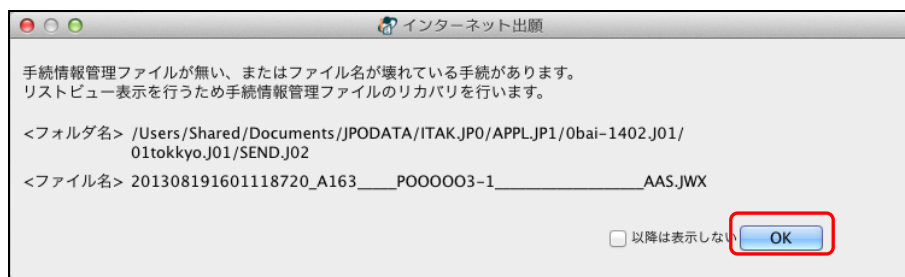 インターネット出願
手続情報管理ファイルが無い、またはファイル名が壊れている手続があります。
リストビュー表示を行うため手続情報管理ファイルのリカバリを行います。
<フォルダ名> /Users/Shared/Documents/JPODATA/ITAK.JP0/APPL.JP1/0bai-1402.J01/
01tokkyo.J01/SEND.J02
<ファイル名> 201308191601118720_A163_____POOOOO3-1____________________AAS.JWX
以降は表示しない OK